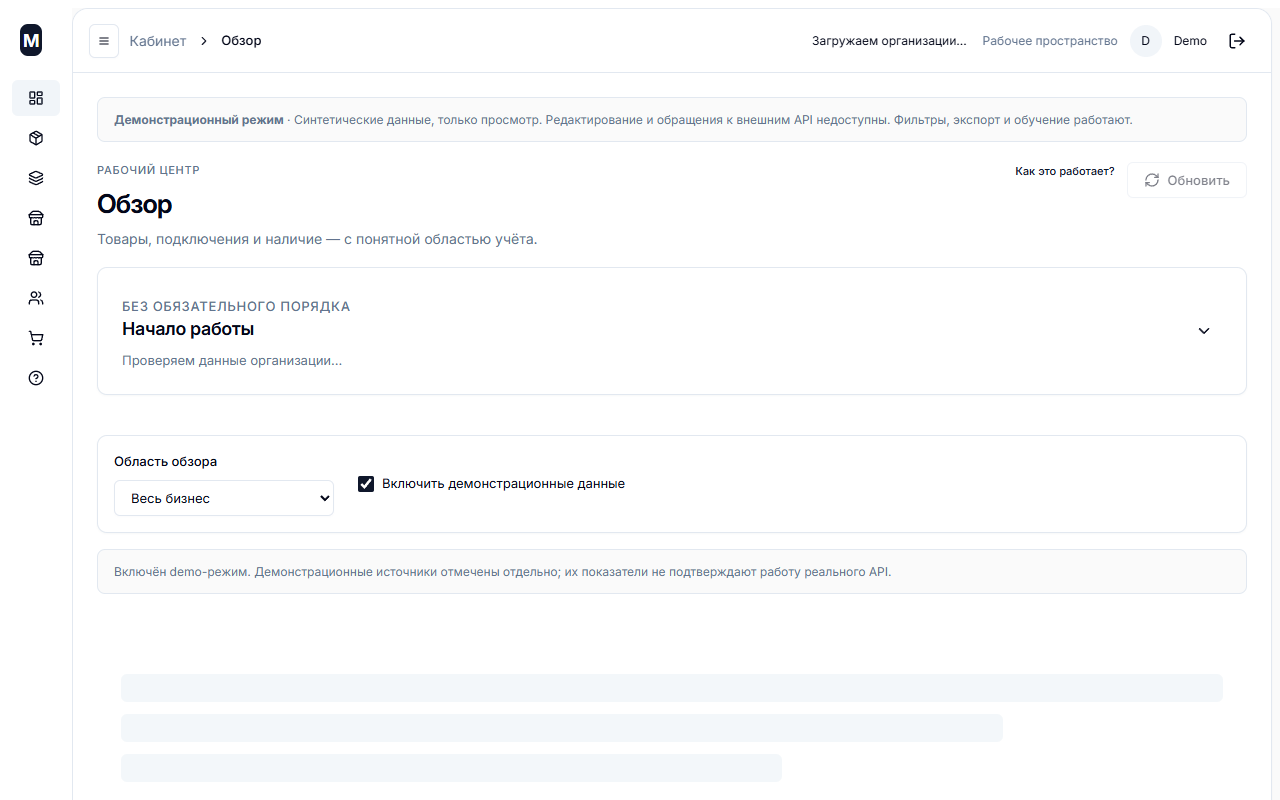 M
Кабинет > Обзор
Загружаем организации... Рабочее пространство D Demo
Демонстрационный режим · Синтетические данные, только просмотр. Редактирование и обращения к внешним API недоступны. Фильтры, экспорт и обучение работают.
РАБОЧИЙ ЦЕНТР
Как это работает?
Обновить
Обзор
Товары, подключения и наличие — с понятной областью учёта.
БЕЗ ОБЯЗАТЕЛЬНОГО ПОРЯДКА
Начало работы
Проверяем данные организации...
Область обзора
Весь бизнес
Включить демонстрационные данные
Включён demo-режим. Демонстрационные источники отмечены отдельно; их показатели не подтверждают работу реального API.